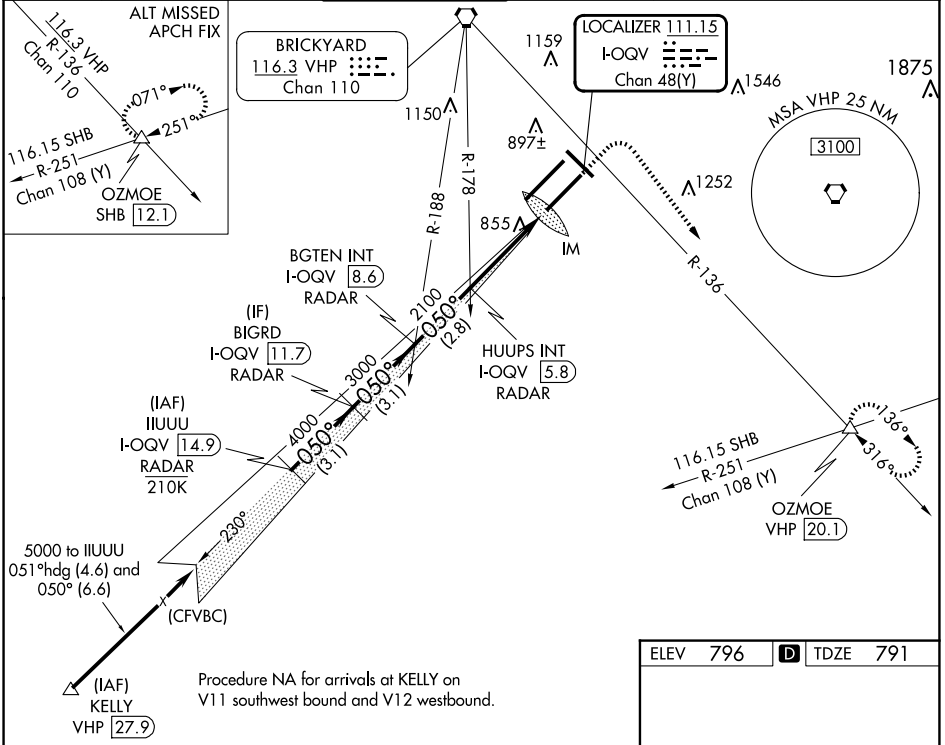 ALT MISSED
APCH FIX
116.3 VHP
R-136
Chan 110
071°
251°
116.15 SHB
R-251
Chan 108 (Y)
OZMOE
SHB 12.1
BRICKYARD
116.3 VHP
Chan 110
LOCALIZER 111.15
I-OQV
Chan 48(Y)
1159
1546
1875
1150
897±
MSA VHP 25 NM
3100
1252
R-188
R-178
855
IM
R-136
BGTEN INT
I-OQV 8.6
RADAR
2100
050°
(2.8)
HUUPS INT
I-OQV 5.8
RADAR
(IF)
BIGRD
I-OQV 11.7
RADAR
3000
050°
(3.1)
(IAF)
IIUUU
I-OQV 14.9
RADAR
210K
4000
050°
(3.1)
230°
5000 to IIUUU
051°hdg (4.6) and
050° (6.6)
(CFVBC)
(IAF)
KELLY
VHP 27.9
Procedure NA for arrivals at KELLY on
V11 southwest bound and V12 westbound.
116.15 SHB
R-251
Chan 108 (Y)
136°
316°
OZMOE
VHP 20.1
ELEV 796 D TDZE 791